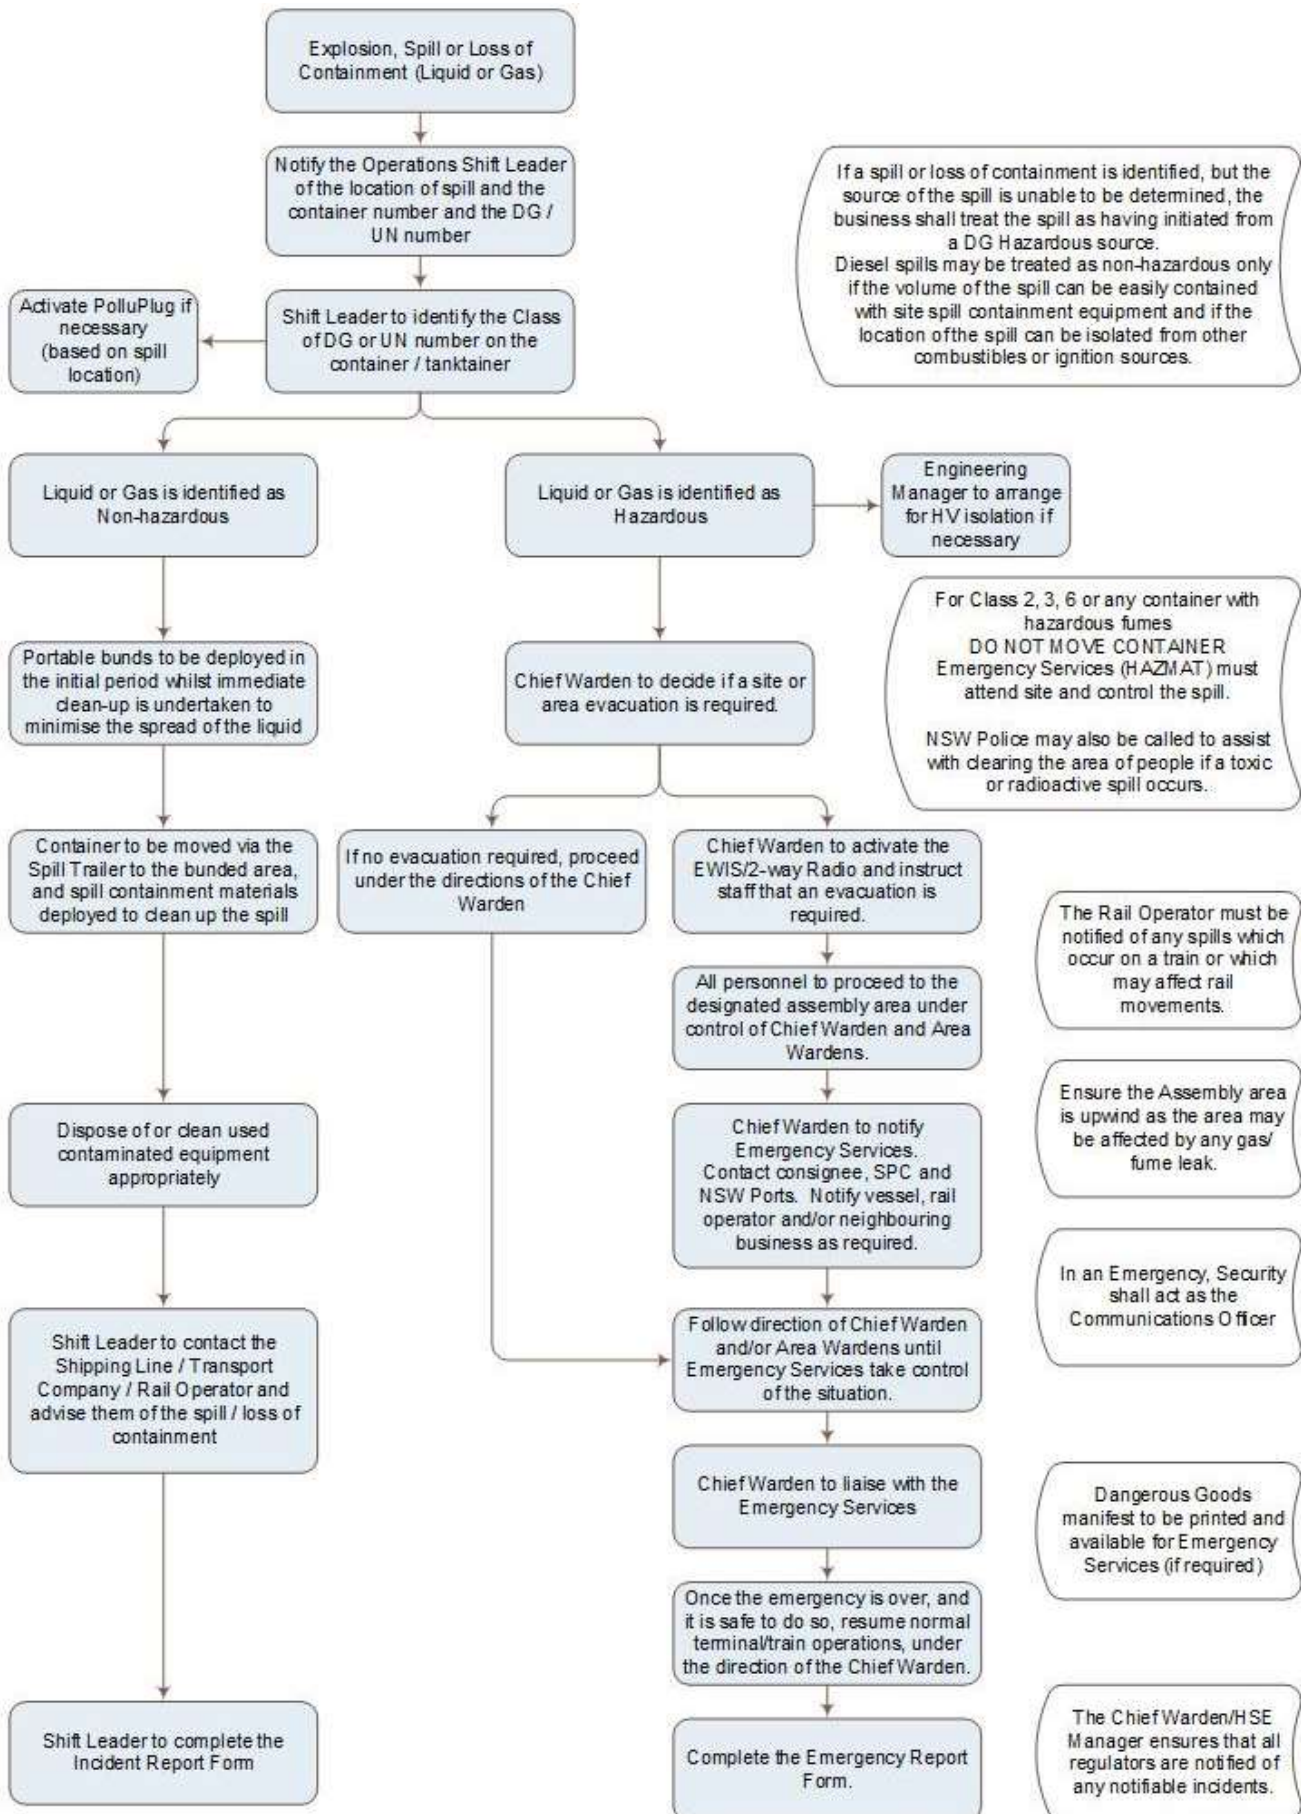 Explosion, Spill or Loss of
Containment (Liquid or Gas)
Notify the Operations Shift Leader
of the location of spill and the
container number and the DG /
UN number
If a spill or loss of containment is identified, but the
source of the spill is unable to be determined, the
business shall treat the spill as having initiated from
a DG Hazardous source.
Diesel spills may be treated as non-hazardous only
if the volume of the spill can be easily contained
with site spill containment equipment and if the
location of the spill can be isolated from other
combustibles or ignition sources.
Activate PolluPlug if
necessary
(based on spill
location)
Shift Leader to identify the Class
of DG or UN number on the
container / tanktainer
Liquid or Gas is identified as
Non-hazardous
Liquid or Gas is identified as
Hazardous
Engineering
Manager to arrange
for HV isolation if
necessary
For Class 2, 3, 6 or any container with
hazardous fumes
DO NOT MOVE CONTAINER
Emergency Services (HAZMAT) must
attend site and control the spill.
NSW Police may also be called to assist
with clearing the area of people if a toxic
or radioactive spill occurs.
Portable bunds to be deployed in
the initial period whilst immediate
clean-up is undertaken to
minimise the spread of the liquid
Chief Warden to decide if a site or
area evacuation is required.
Container to be moved via the
Spill Trailer to the bunded area,
and spill containment materials
deployed to clean up the spill
If no evacuation required, proceed
under the directions of the Chief
Warden
Chief Warden to activate the
EWIS/2-way Radio and instruct
staff that an evacuation is
required.
The Rail Operator must be
notified of any spills which
occur on a train or which
may affect rail
movements.
All personnel to proceed to the
designated assembly area under
control of Chief Warden and Area
Wardens.
Ensure the Assembly area
is upwind as the area may
be affected by any gas/
fume leak.
Dispose of or clean used
contaminated equipment
appropriately
Chief Warden to notify
Emergency Services.
Contact consignee, SPC and
NSW Ports. Notify vessel, rail
operator and/or neighbouring
business as required.
In an Emergency, Security
shall act as the
Communications Officer
Shift Leader to contact the
Shipping Line / Transport
Company / Rail Operator and
advise them of the spill / loss of
containment
Follow direction of Chief Warden
and/or Area Wardens until
Emergency Services take control
of the situation.
Chief Warden to liaise with the
Emergency Services
Dangerous Goods
manifest to be printed and
available for Emergency
Services (if required)
Once the emergency is over, and
it is safe to do so, resume normal
terminal/train operations, under
the direction of the Chief Warden.
Shift Leader to complete the
Incident Report Form
Complete the Emergency Report
Form.
The Chief Warden/HSE
Manager ensures that all
regulators are notified of
any notifiable incidents.